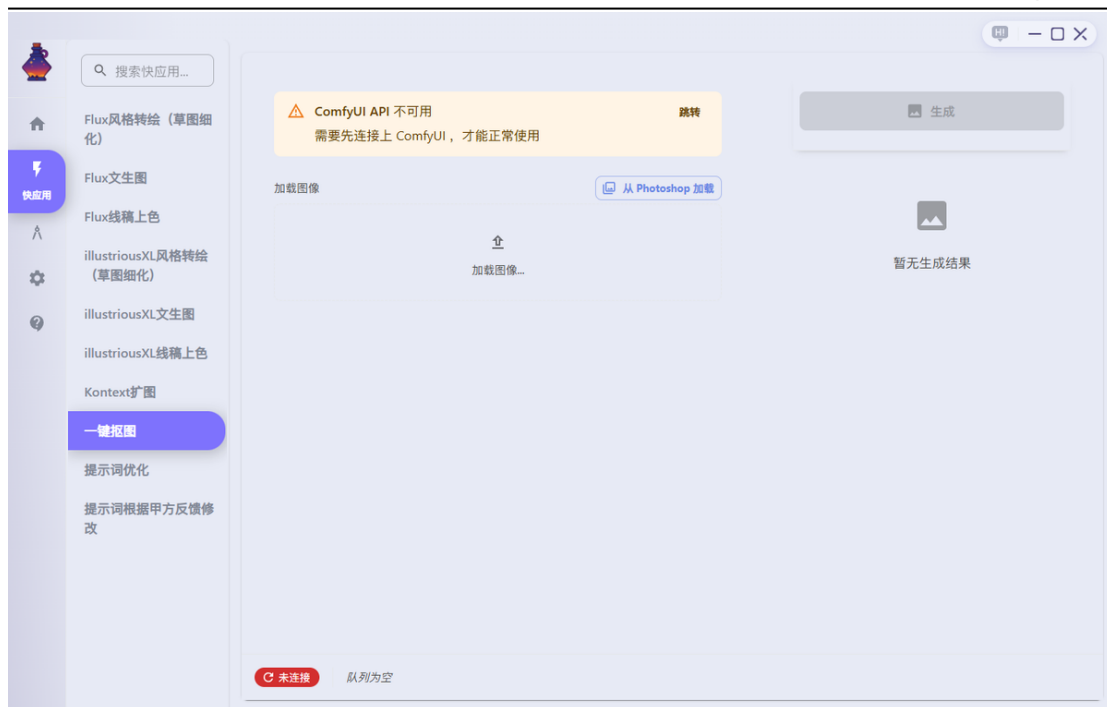 H!
搜索快应用...
Flux风格转绘（草图细
化）
Flux文生图
快应用
Flux线稿上色
illustriousXL风格转绘
（草图细化）
illustriousXL文生图
illustriousXL线稿上色
Kontext扩图
一键抠图
提示词优化
提示词根据甲方反馈修
改
ComfyUI API 不可用
跳转
需要先连接上 ComfyUI ，才能正常使用
加载图像
从 Photoshop 加载
加载图像...
生成
暂无生成结果
未连接
队列为空